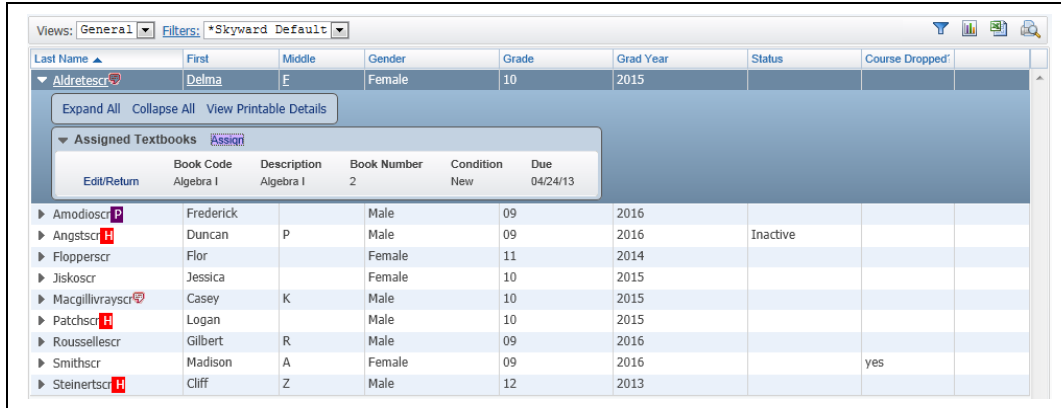 Views: General Filters: *Skyward Default
Last Name First Middle Gender Grade Grad Year Status Course Dropped?
Aldretescr Delma F Female 10 2015
Expand All Collapse All View Printable Details
Assigned Textbooks Assign
Book Code Description Book Number Condition Due
Edit/Return Algebra I Algebra I 2 New 04/24/13
Amodioscr P Frederick Male 09 2016
Angstscr H Duncan P Male 09 2016 Inactive
Flopperscr Flor Female 11 2014
Jiskoscr Jessica Female 10 2015
Macgillivrayscr Casey K Male 10 2015
Patchscr H Logan Male 10 2015
Roussellescr Gilbert R Male 09 2016
Smithscr Madison A Female 09 2016 yes
Steinertscr H Cliff Z Male 12 2013